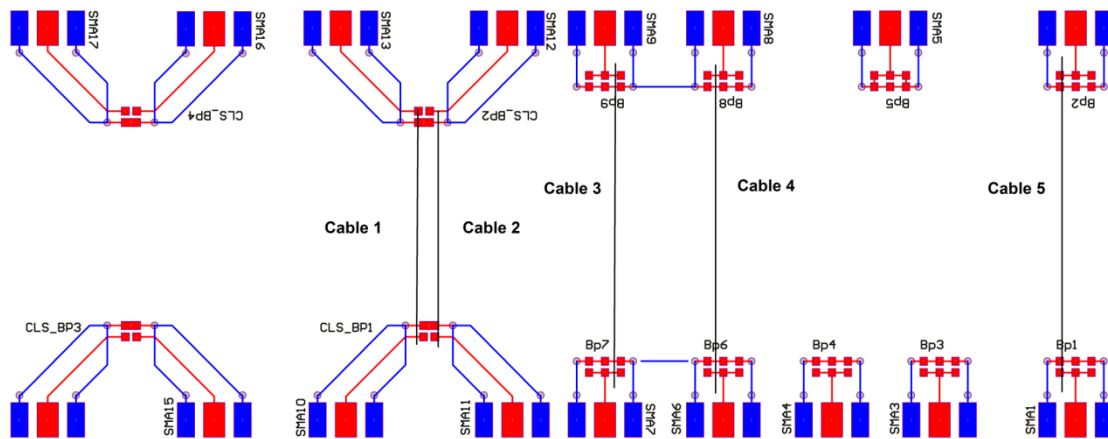 SMA17
SMA16
SMA13
SMA12
SMA9
SMA8
SMA5
SMA2
CLS_BP4
CLS_BP2
Bp9
Bp8
Bp5
Bp2
Cable 3
Cable 4
Cable 5
Cable 1
Cable 2
CLS_BP3
CLS_BP1
Bp7
Bp6
Bp4
Bp3
Bp1
SMA15
SMA10
SMA11
SMA7
SMA6
SMA4
SMA3
SMA1